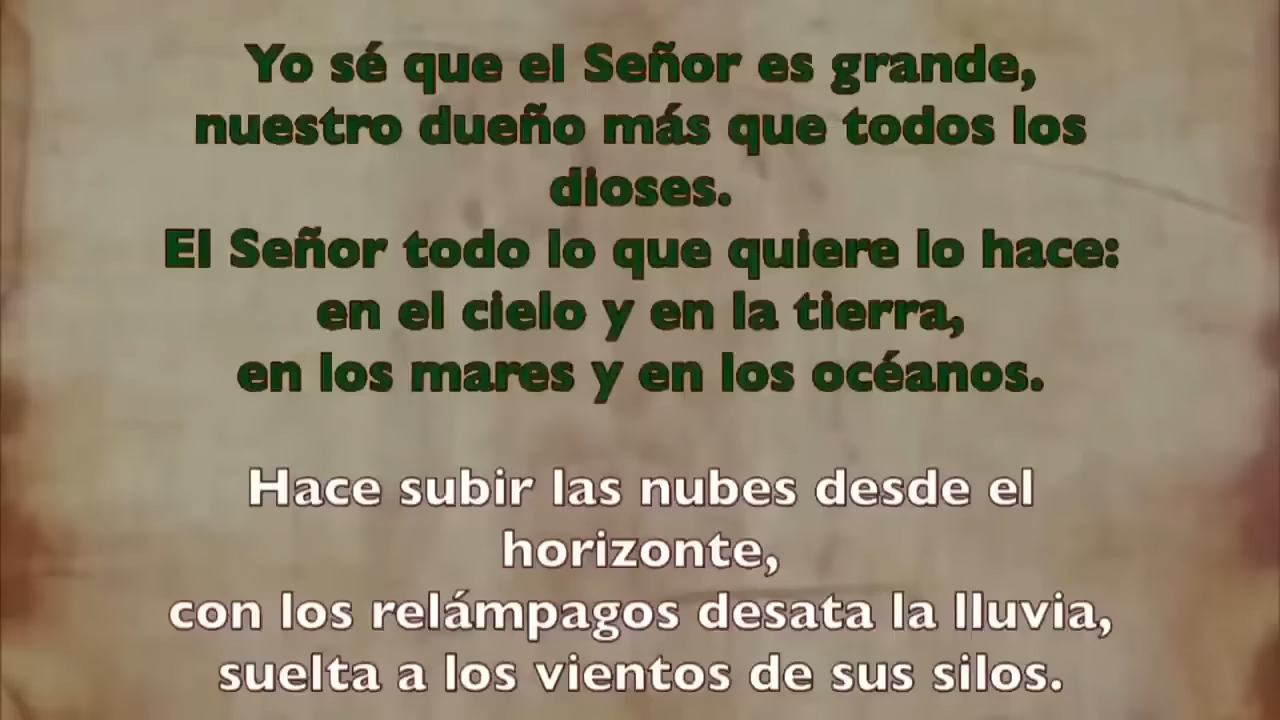 Yo sé que el Señor es grande,
nuestro dueño más que todos los
dioses.
El Señor todo lo que quiere lo hace:
en el cielo y en la tierra,
en los mares y en los océanos.
Hace subir las nubes desde el
horizonte,
con los relámpagos desata la lluvia,
suelta a los vientos de sus silos.